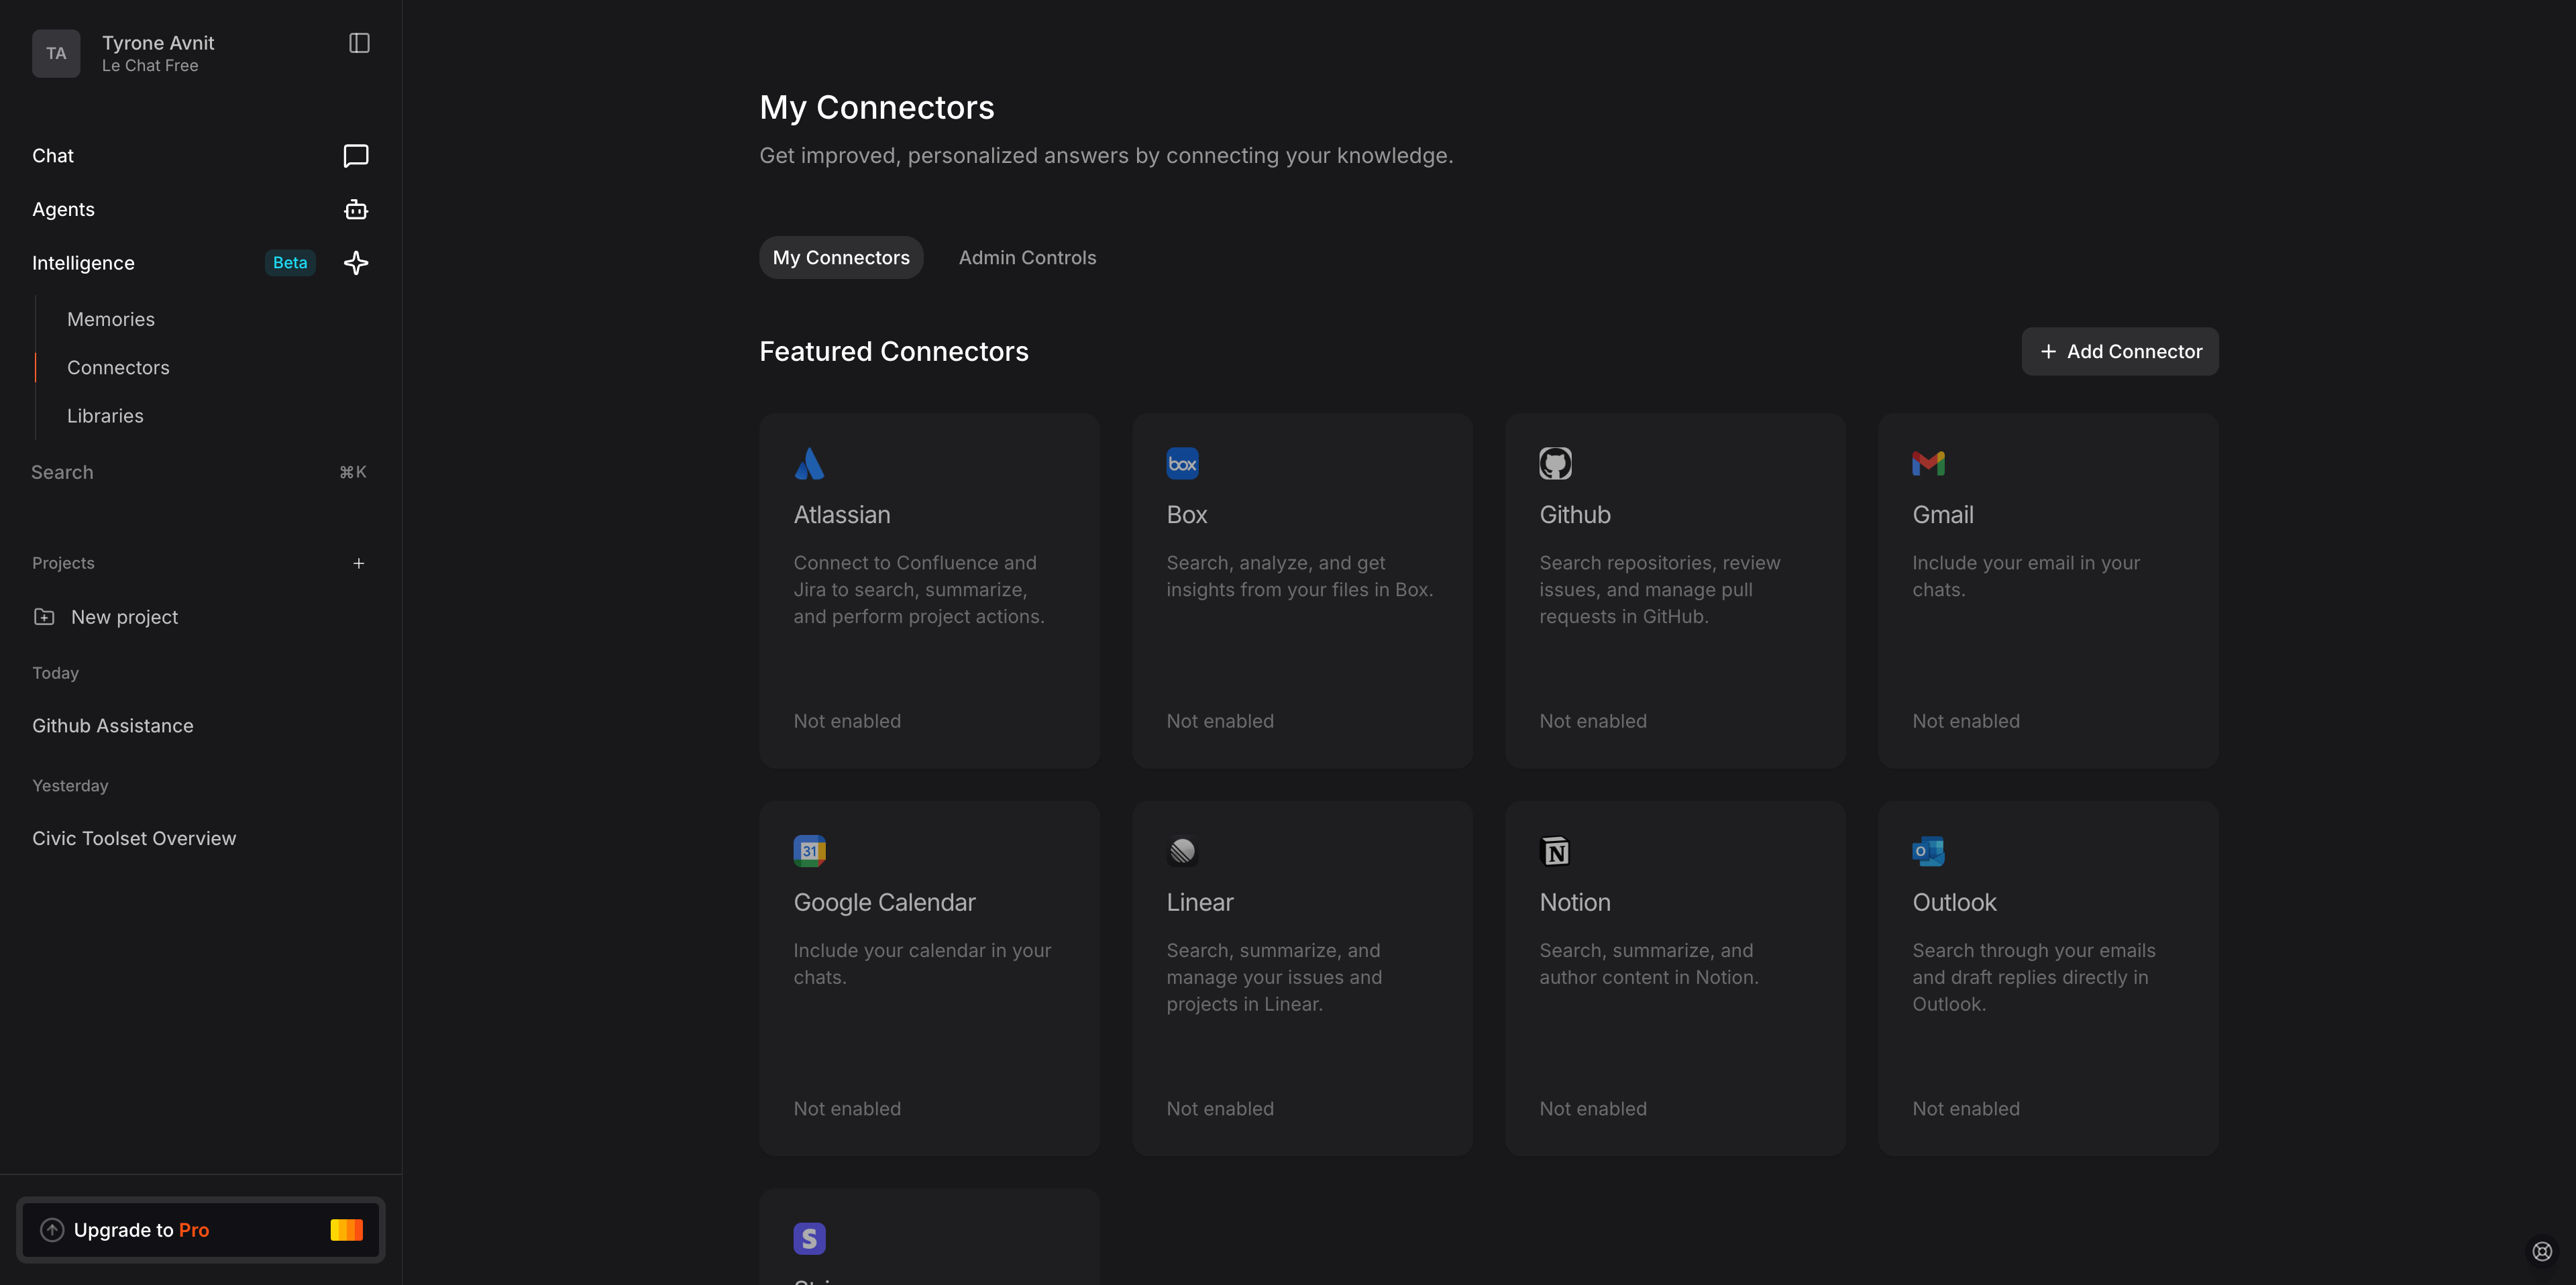 TA
Tyrone Avnit
Le Chat Free
Chat
Agents
Intelligence
Beta
Memories
Connectors
Libraries
Search
⌘K
Projects
+
New project
Today
Github Assistance
Yesterday
Civic Toolset Overview
Upgrade to Pro
My Connectors
Get improved, personalized answers by connecting your knowledge.
My Connectors
Admin Controls
Featured Connectors
+ Add Connector
Atlassian
Connect to Confluence and
Jira to search, summarize,
and perform project actions.
Not enabled
box
Box
Search, analyze, and get
insights from your files in Box.
Not enabled
Github
Search repositories, review
issues, and manage pull
requests in GitHub.
Not enabled
Gmail
Include your email in your
chats.
Not enabled
31
Google Calendar
Include your calendar in your
chats.
Not enabled
Linear
Search, summarize, and
manage your issues and
projects in Linear.
Not enabled
N
Notion
Search, summarize, and
author content in Notion.
Not enabled
O
Outlook
Search through your emails
and draft replies directly in
Outlook.
Not enabled
S